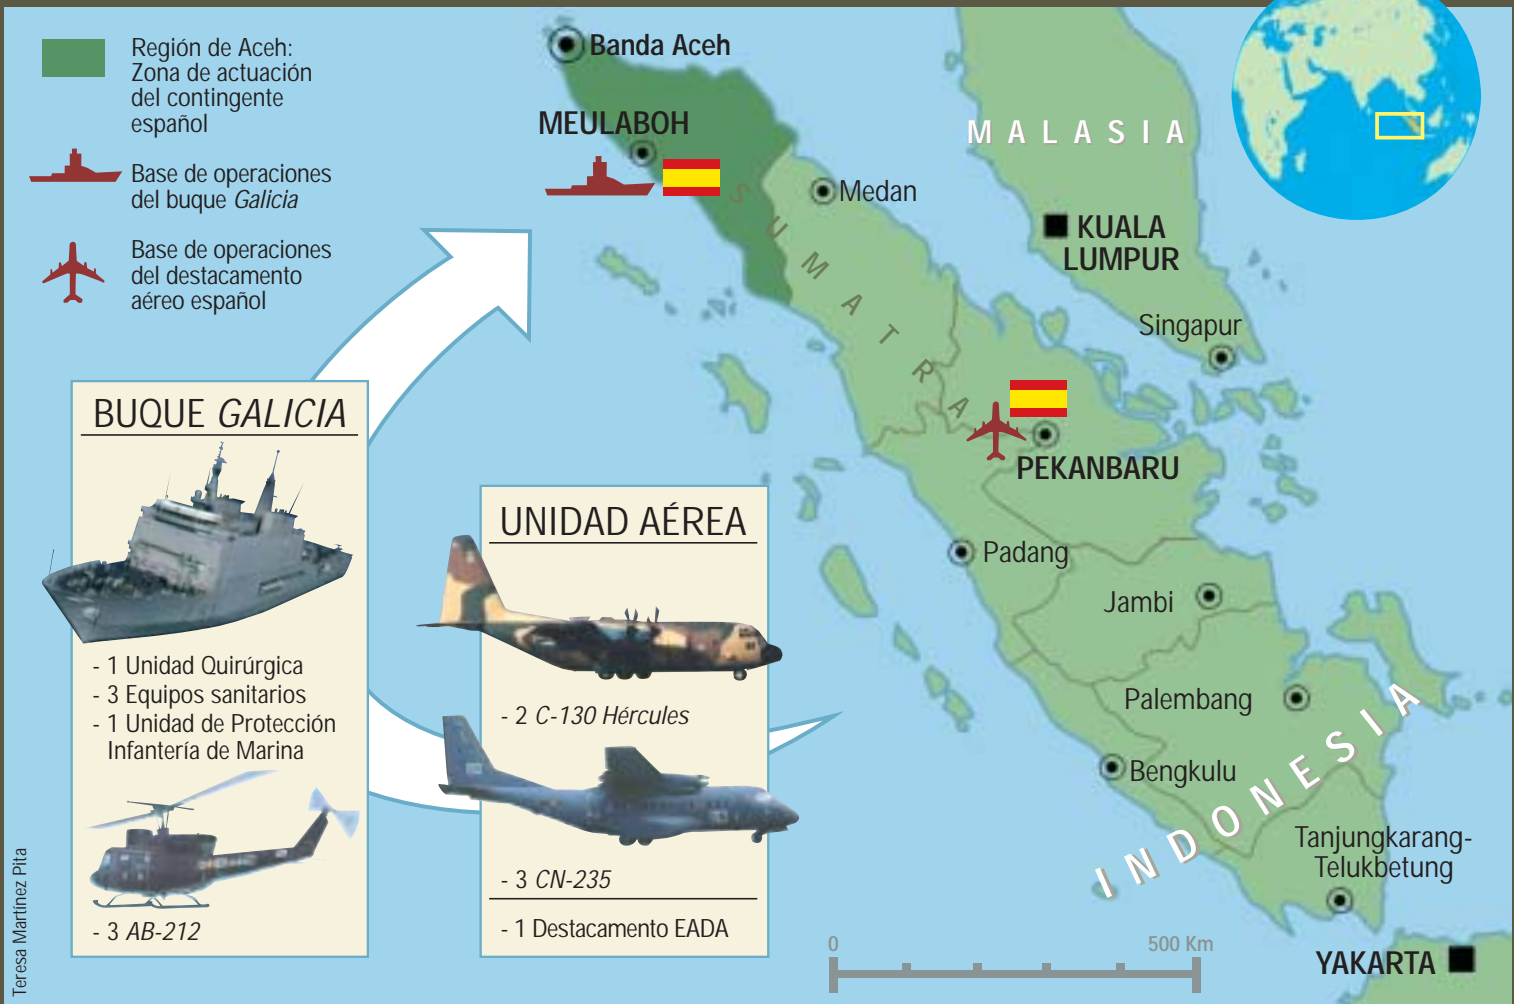 Región de Aceh:
Zona de actuación
del contingente
español
Base de operaciones
del buque Galicia
Base de operaciones
del destacamento
aéreo español
Banda Aceh
MEULABOH
Medan
SUMATRA
MALASIA
KUALA
LUMPUR
Singapur
PEKANBARU
Padang
Jambi
Palembang
Bengkulu
INDONESIA
Tanjungkarang-
Telukbetung
YAKARTA
0 500 Km
BUQUE GALICIA
- 1 Unidad Quirúrgica
- 3 Equipos sanitarios
- 1 Unidad de Protección
Infantería de Marina
- 3 AB-212
UNIDAD AÉREA
- 2 C-130 Hércules
- 3 CN-235
- 1 Destacamento EADA
Teresa Martínez Pita